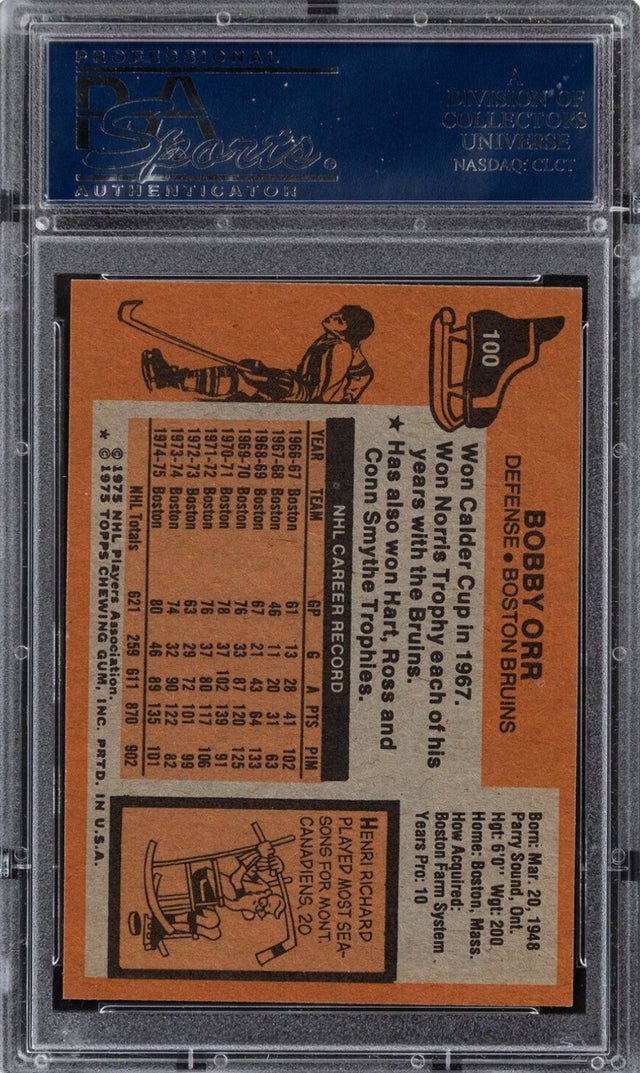 PROFESSIONAL
PSA
Sports.
AUTHENTICATOR
A
DIVISION OF
COLLECTORS
UNIVERSE
NASDAQ: CLCT
100
BOBBY ORR
DEFENSE • BOSTON BRUINS
Won Calder Cup in 1967.
Won Norris Trophy each of his
years with the Bruins.
★ Has also won Hart, Ross and
Conn Smythe Trophies.
Born: Mar. 20, 1948
Parry Sound, Ont.
Hgt: 6'0" Wgt: 200
Home: Boston, Mass.
How Acquired:
Boston Farm System
Years Pro: 10
NHL CAREER RECORD
YEAR TEAM GP G A PTS PIM
1966-67 Boston 61 13 28 41 102
1967-68 Boston 46 11 20 31 63
1968-69 Boston 67 21 43 64 133
1969-70 Boston 76 33 87 120 125
1970-71 Boston 78 37 102 139 91
1971-72 Boston 76 37 80 117 106
1972-73 Boston 63 29 72 101 99
1973-74 Boston 74 32 90 122 82
1974-75 Boston 80 46 89 135 101
NHL Totals 621 259 611 870 902
HENRI RICHARD
PLAYED MOST SEA-
SONS FOR MONT.
CANADIENS, 20
© 1975 NHL Players Association.
★ © 1975 TOPPS CHEWING GUM, INC. PRTD. IN U.S.A.